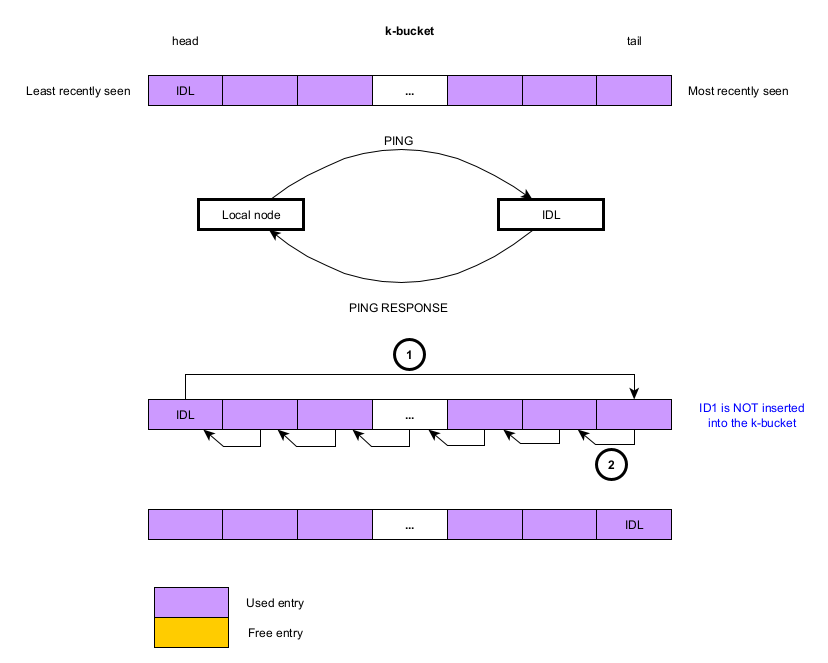 k-bucket
head
tail
Least recently seen
IDL
...
Most recently seen
PING
Local node
IDL
PING RESPONSE
1
IDL
...
ID1 is NOT inserted
into the k-bucket
2
...
IDL
Used entry
Free entry